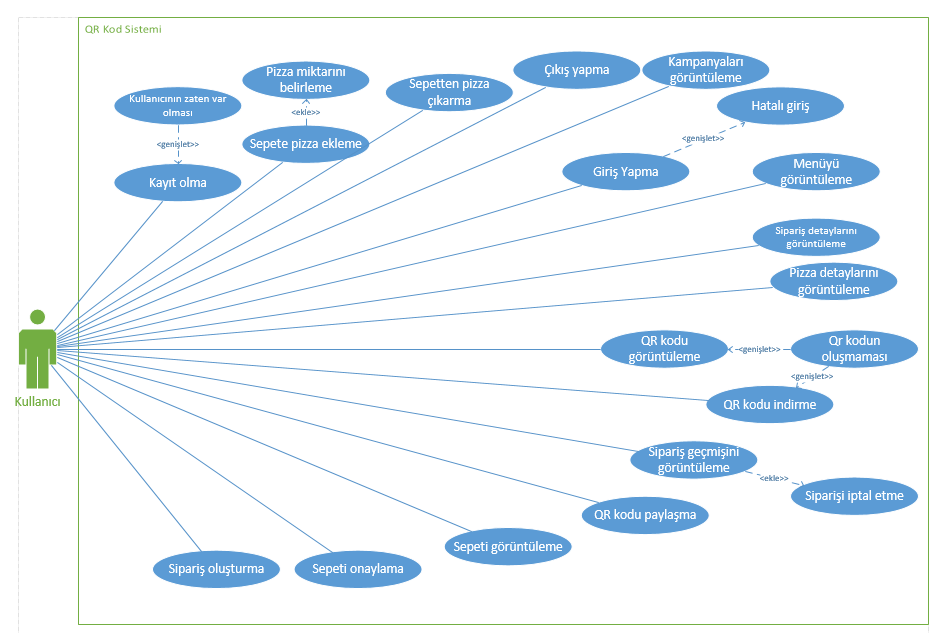 QR Kod Sistemi
Kullanıcının zaten var
olması
<genişlet>>
Kayıt olma
Pizza miktarını
belirleme
<ekle>>
Sepete pizza ekleme
Sepetten pizza
çıkarma
Çıkış yapma
Kampanyaları
görüntüleme
Hatalı giriş
<genişlet>>
Giriş Yapma
Menüyü
görüntüleme
Sipariş detaylarını
görüntüleme
Pizza detaylarını
görüntüleme
QR kodu
görüntüleme
<genişlet>>
Qr kodun
oluşmaması
<genişlet>>
QR kodu indirme
Kullanıcı
Sipariş geçmişini
görüntüleme
<ekle>>
Siparişi iptal etme
QR kodu paylaşma
Sepeti görüntüleme
Sepeti onaylama
Sipariş oluşturma